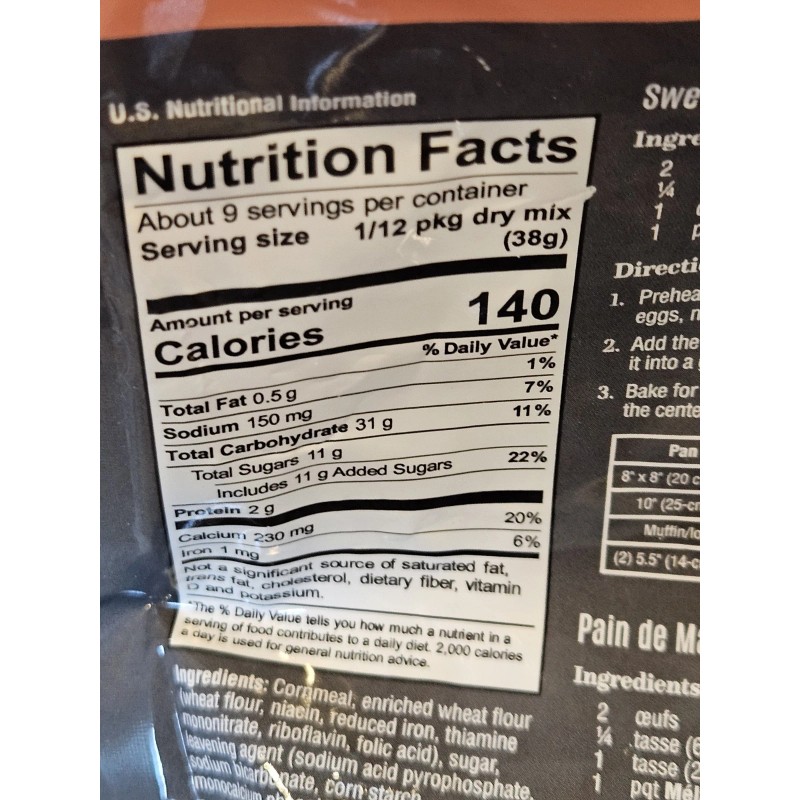 U.S. Nutritional Information
Nutrition Facts
About 9 servings per container
Serving size 1/12 pkg dry mix
(38g)
Amount per serving
Calories 140
% Daily Value*
Total Fat 0.5 g 1%
Sodium 150 mg 7%
Total Carbohydrate 31 g 11%
Total Sugars 11 g
Includes 11 g Added Sugars 22%
Protein 2 g
Calcium 230 mg 20%
Iron 1 mg 6%
Not a significant source of saturated fat,
trans fat, cholesterol, dietary fiber, vitamin
D and potassium.
*The % Daily Value tells you how much a nutrient in a
serving of food contributes to a daily diet. 2,000 calories
a day is used for general nutrition advice.
Ingredients: Cornmeal, enriched wheat flour
(wheat flour, niacin, reduced iron, thiamine
mononitrate, riboflavin, folic acid), sugar,
leavening agent (sodium acid pyrophosphate,
sodium bicarbonate, corn starch,
Swe
Ingre
2
¼
1
1
Directi
1. Prehea
eggs, n
2. Add the
it into a
3. Bake for
the cente
Pan
8" x 8" (20 c
10" (25-cr
Muffin/lo
(2) 5.5" (14-c
Pain de Ma
Ingredients
2 œufs
¼ tasse (6
1 tasse (2
1 pqt Mél